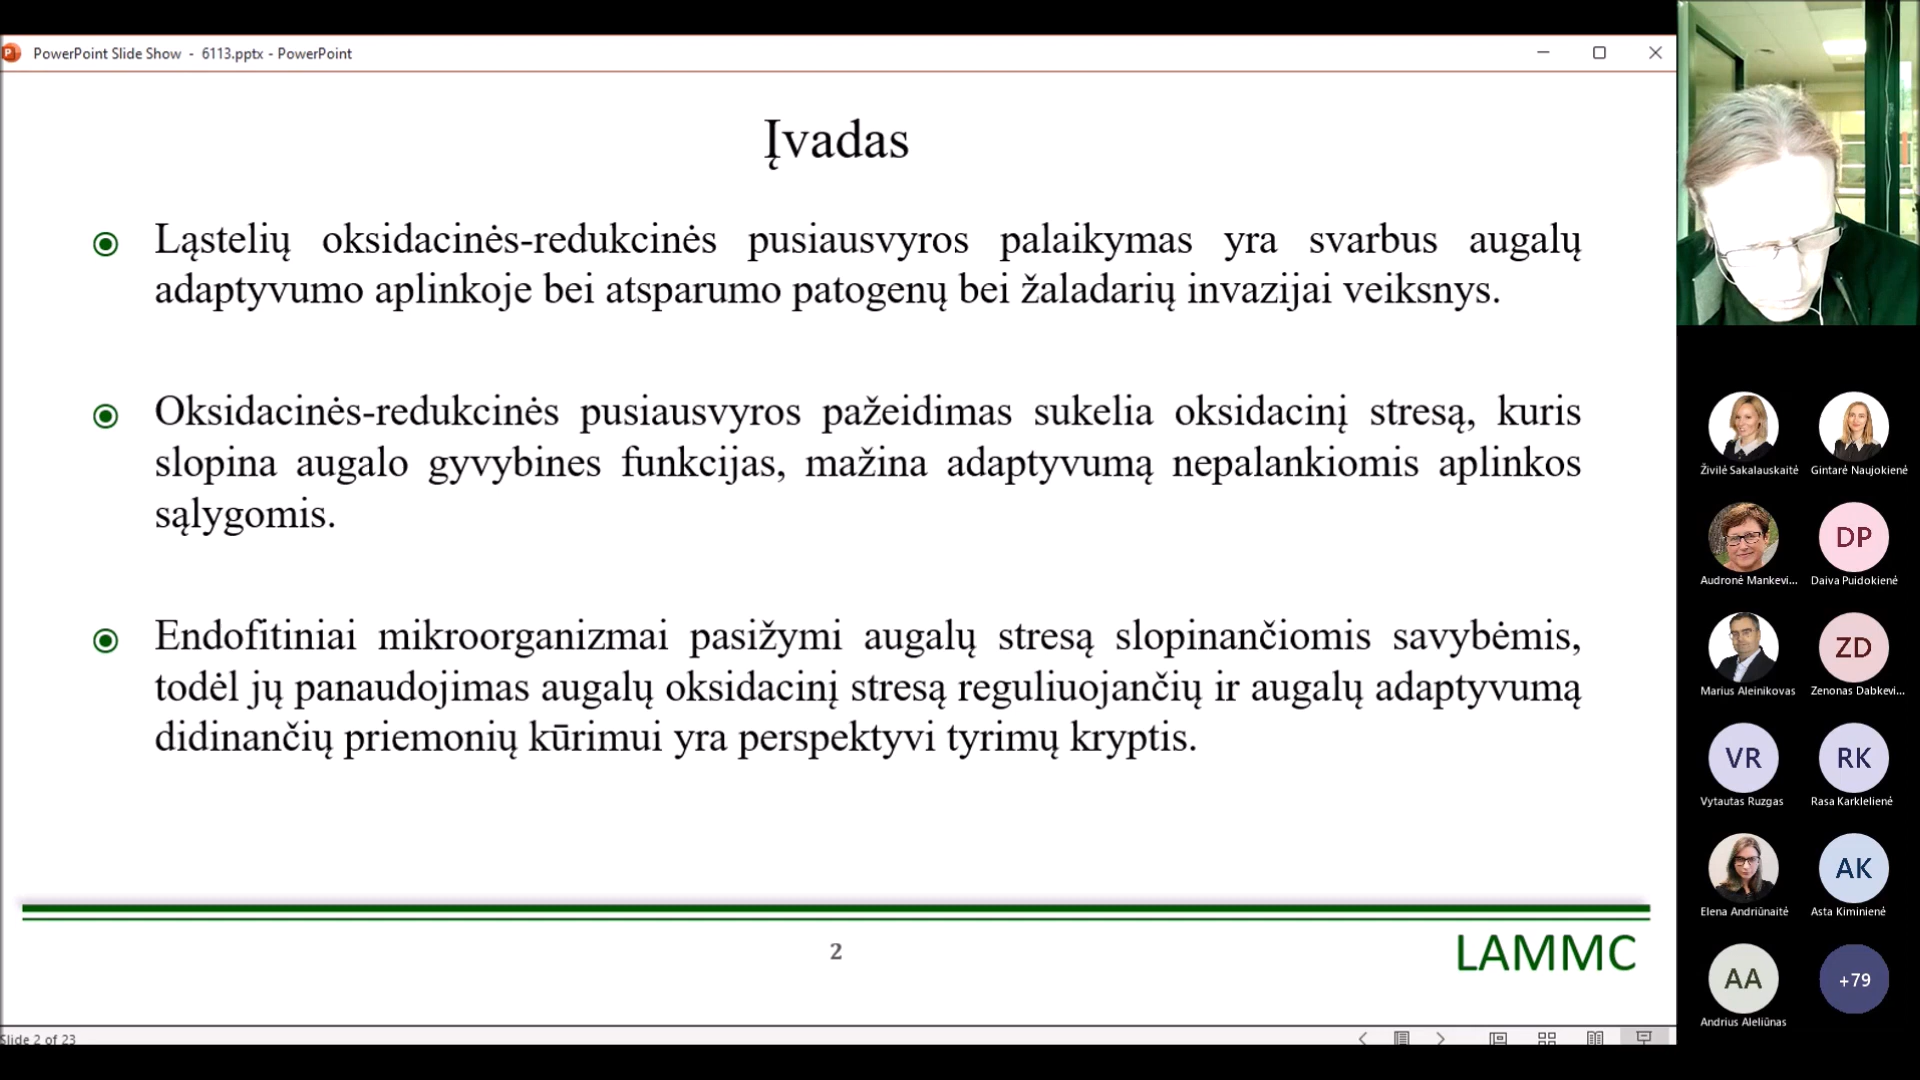 PowerPoint Slide Show - 6113.pptx - PowerPoint
Įvadas
Ląstelių oksidacinės-redukcinės pusiausvyros palaikymas yra svarbus augalų
adaptyvumo aplinkoje bei atsparumo patogenų bei žaladarių invazijai veiksnys.
Oksidacinės-redukcinės pusiausvyros pažeidimas sukelia oksidacinį stresą, kuris
slopina augalo gyvybines funkcijas, mažina adaptyvumą nepalankiomis aplinkos
sąlygomis.
Endofitiniai mikroorganizmai pasižymi augalų stresą slopinančiomis savybėmis,
todėl jų panaudojimas augalų oksidacinį stresą reguliuojančių ir augalų adaptyvumą
didinančių priemonių kūrimui yra perspektyvi tyrimų kryptis.
2
LAMMC
Slide 2 of 23
Živilė Sakalauskaitė
Gintarė Naujokienė
Audronė Mankevi...
DP
Daiva Puidokienė
Marius Aleinikovas
ZD
Zenonas Dabkevi...
VR
Vytautas Ruzgas
RK
Rasa Karklelienė
Elena Andriūnaitė
AK
Asta Kiminienė
AA
Andrius Aleliūnas
+79